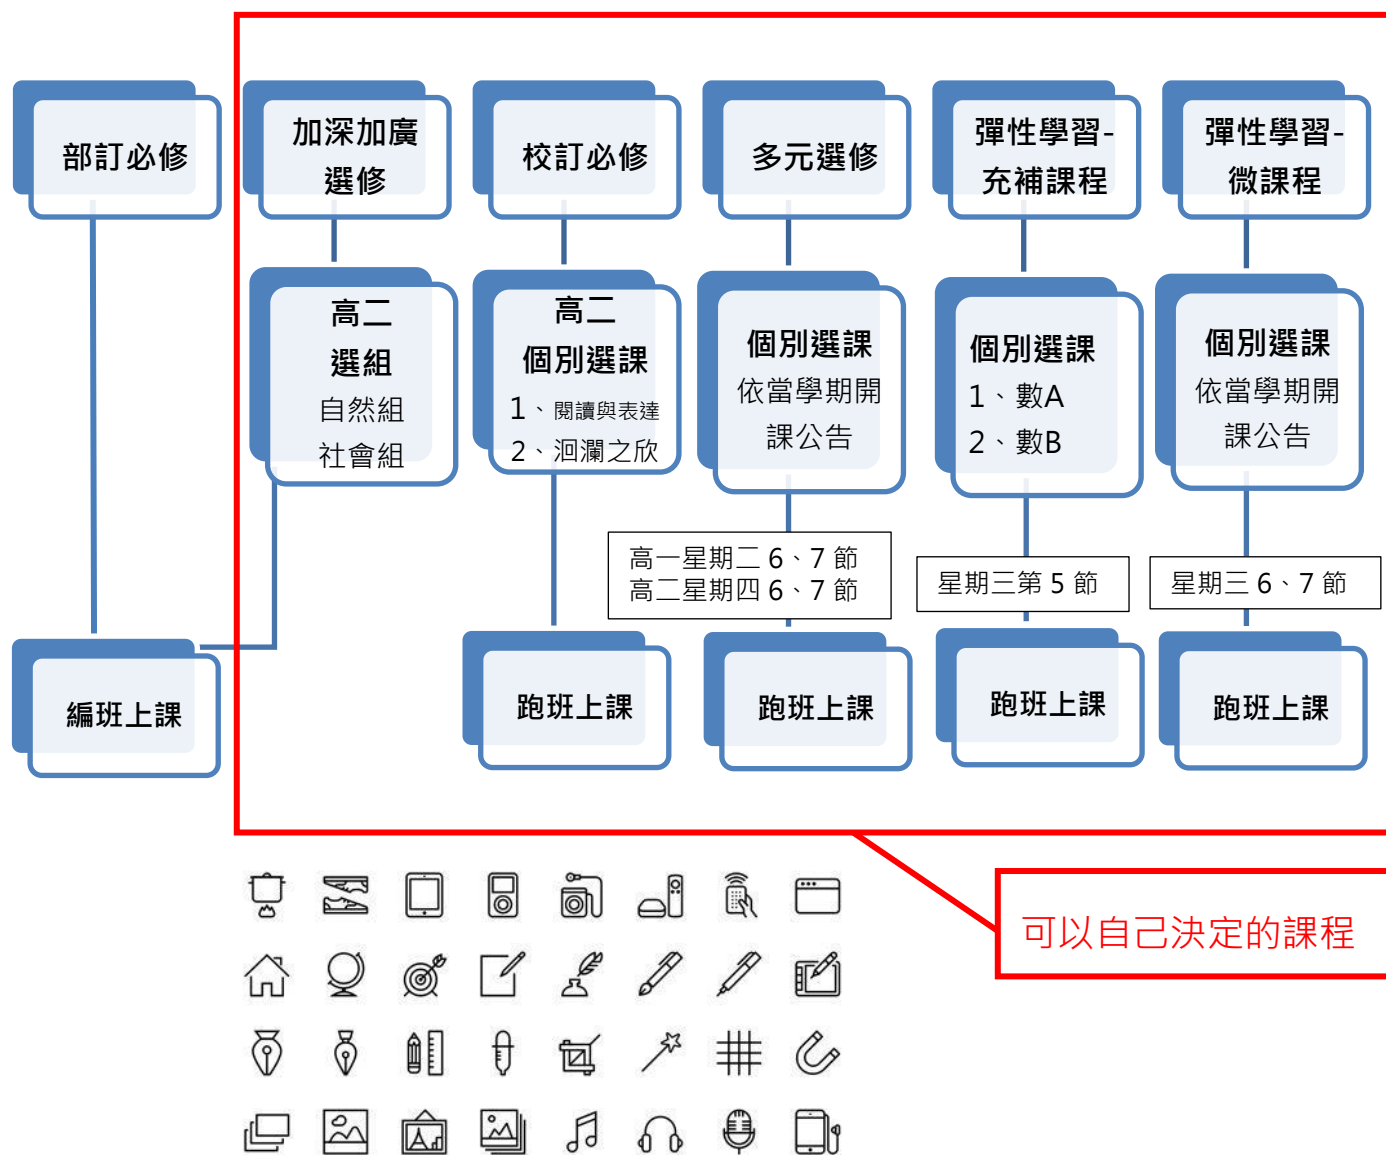 部訂必修
加深加廣
選修
校訂必修
多元選修
彈性學習-
充補課程
彈性學習-
微課程
高二
選組
自然組
社會組
高二
個別選課
1、閱讀與表達
2、洄瀾之欣
個別選課
依當學期開
課公告
個別選課
1、數A
2、數B
個別選課
依當學期開
課公告
高一星期二 6、7 節
高二星期四 6、7 節
星期三第 5 節
星期三 6、7 節
編班上課
跑班上課
跑班上課
跑班上課
跑班上課
可以自己決定的課程